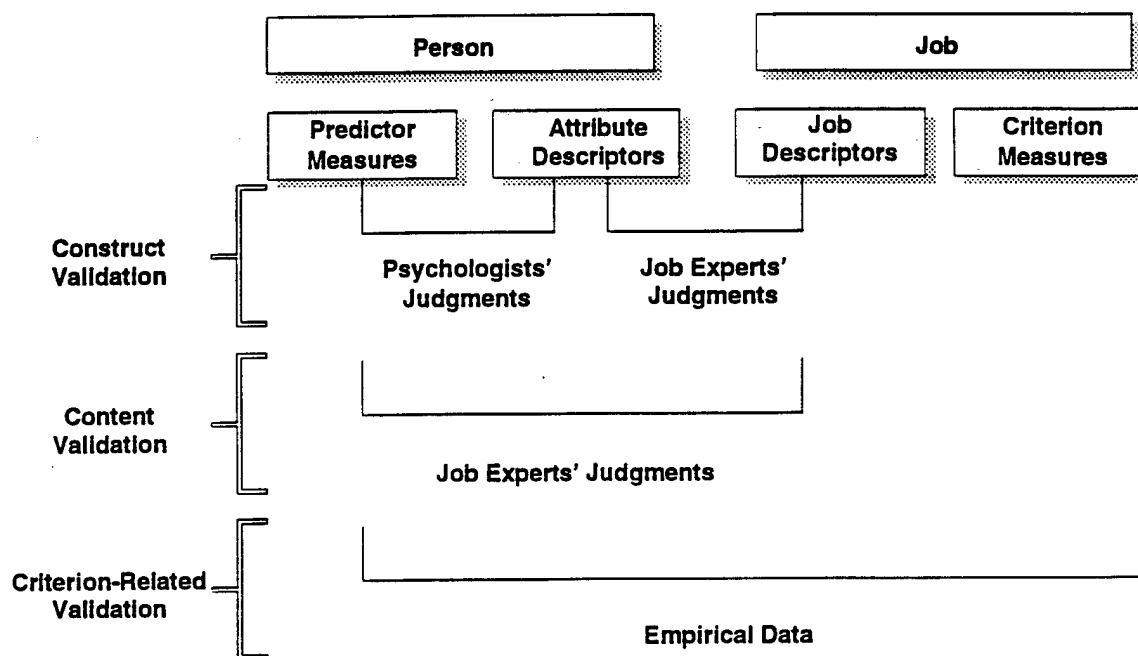 Person
Job
Predictor
Measures
Attribute
Descriptors
Job
Descriptors
Criterion
Measures
Construct
Validation
Psychologists'
Judgments
Job Experts'
Judgments
Content
Validation
Job Experts' Judgments
Criterion-Related
Validation
Empirical Data